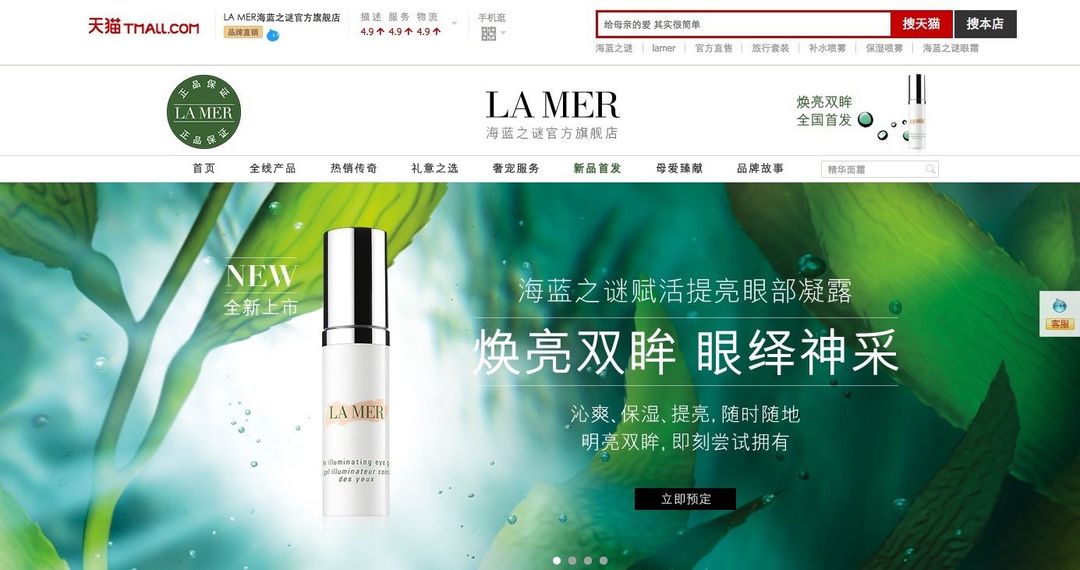 天猫 TMALL.COM
LA MER海蓝之谜官方旗舰店
品牌直销
描述 服务 物流
4.9 4.9 4.9
手机逛
给母亲的爱 其实很简单
搜天猫
搜本店
海蓝之谜 | lamer | 官方直售 | 旅行套装 | 补水喷雾 | 保湿喷雾 | 海蓝之谜眼霜
正品保证
LA MER
正品保证
LA MER
海蓝之谜官方旗舰店
焕亮双眸
全国首发
首页 全线产品 热销传奇 礼意之选 奢宠服务 新品首发 母爱臻献 品牌故事
精华面霜
NEW
全新上市
LA MER
the illuminating eye
gel illuminateur
des yeux
海蓝之谜赋活提亮眼部凝露
焕亮双眸 眼绎神采
沁爽、保湿、提亮, 随时随地
明亮双眸, 即刻尝试拥有
立即预定
客服